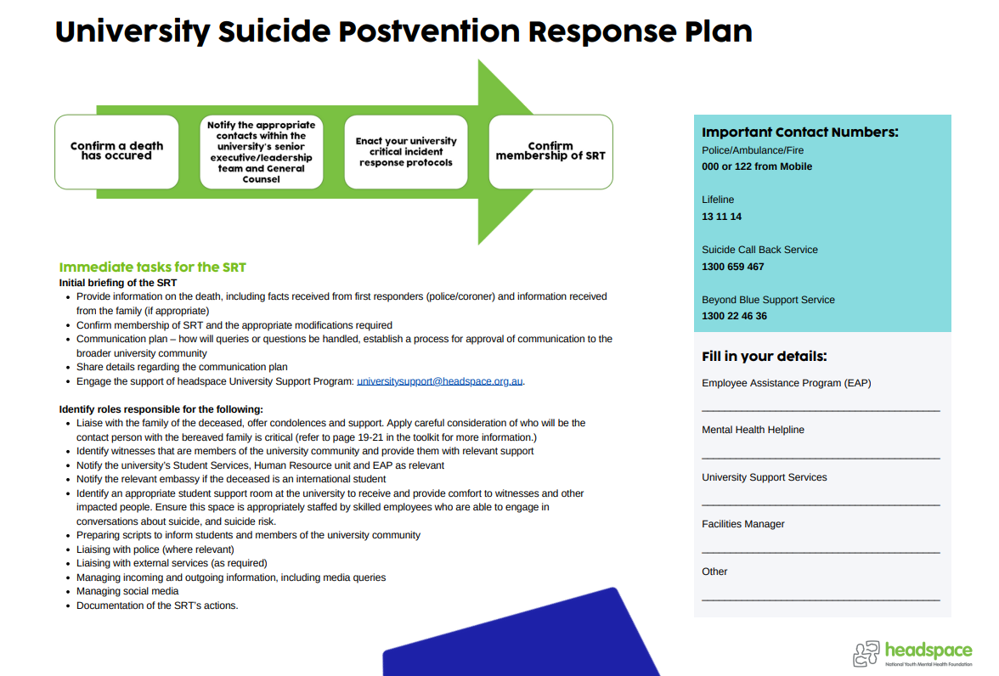 University Suicide Postvention Response Plan
Confirm a death
has occured
Notify the appropriate
contacts within the
university's senior
executive/leadership
team and General
Counsel
Enact your university
critical incident
response protocols
Confirm
membership of SRT
Immediate tasks for the SRT
Initial briefing of the SRT
• Provide information on the death, including facts received from first responders (police/coroner) and information received
from the family (if appropriate)
• Confirm membership of SRT and the appropriate modifications required
• Communication plan – how will queries or questions be handled, establish a process for approval of communication to the
broader university community
• Share details regarding the communication plan
• Engage the support of headspace University Support Program: universitysupport@headspace.org.au.
Identify roles responsible for the following:
• Liaise with the family of the deceased, offer condolences and support. Apply careful consideration of who will be the
contact person with the bereaved family is critical (refer to page 19-21 in the toolkit for more information.)
• Identify witnesses that are members of the university community and provide them with relevant support
• Notify the university's Student Services, Human Resource unit and EAP as relevant
• Notify the relevant embassy if the deceased is an international student
• Identify an appropriate student support room at the university to receive and provide comfort to witnesses and other
impacted people. Ensure this space is appropriately staffed by skilled employees who are able to engage in
conversations about suicide, and suicide risk.
• Preparing scripts to inform students and members of the university community
• Liaising with police (where relevant)
• Liaising with external services (as required)
• Managing incoming and outgoing information, including media queries
• Managing social media
• Documentation of the SRT's actions.
Important Contact Numbers:
Police/Ambulance/Fire
000 or 122 from Mobile
Lifeline
13 11 14
Suicide Call Back Service
1300 659 467
Beyond Blue Support Service
1300 22 46 36
Fill in your details:
Employee Assistance Program (EAP)
Mental Health Helpline
University Support Services
Facilities Manager
Other
headspace
National Youth Mental Health Foundation